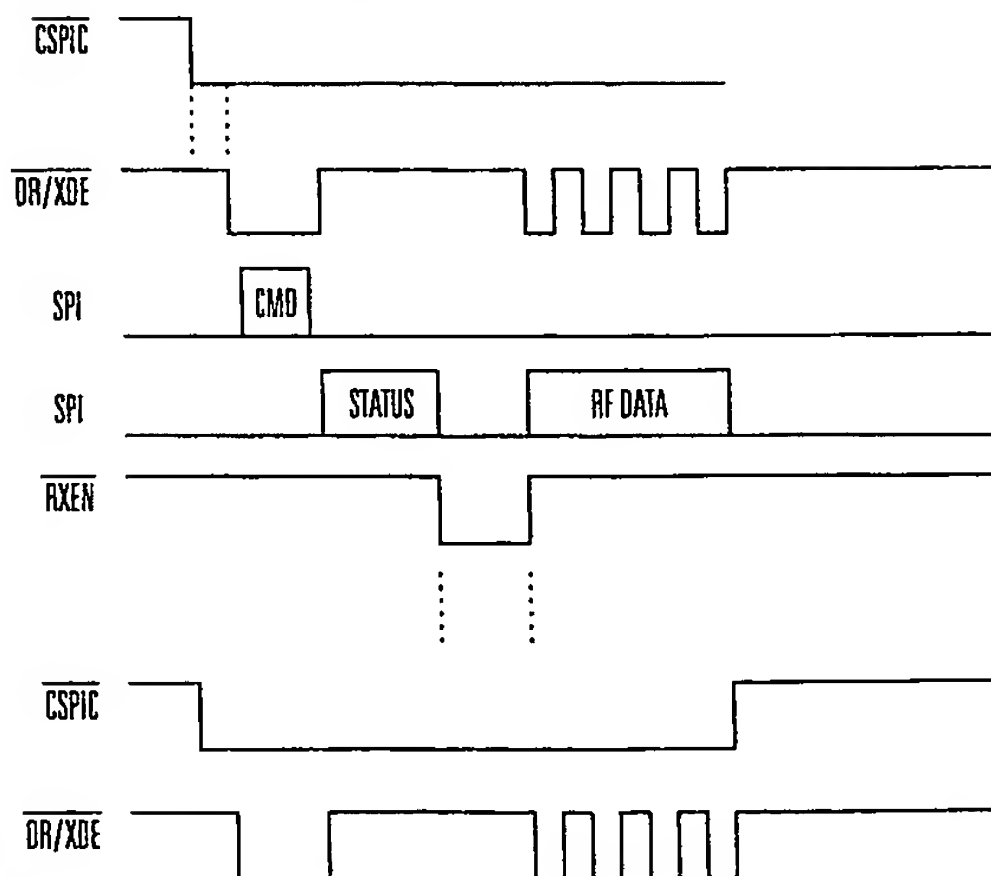 CSPIC
DR/XDE
SPI
CMD
SPI
STATUS
RF DATA
RXEN
CSPIC
DR/XDE